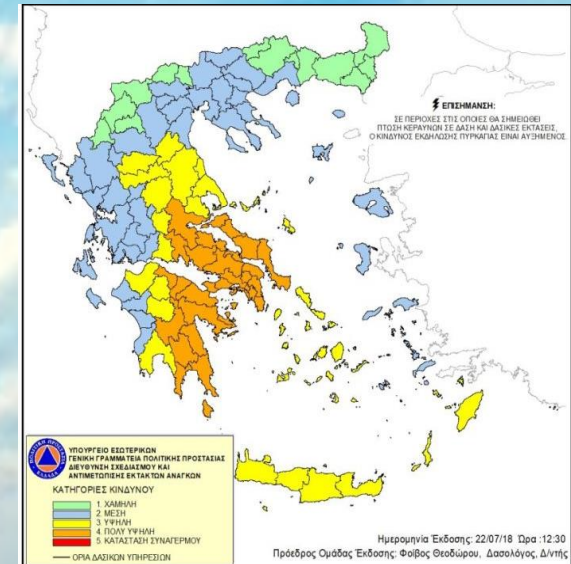 ΕΠΙΣΗΜΑΝΣΗ:
ΣΕ ΠΕΡΙΟΧΕΣ ΣΤΙΣ ΟΠΟΙΕΣ ΘΑ ΣΗΜΕΙΩΘΕΙ
ΠΤΩΣΗ ΚΕΡΑΥΝΩΝ ΣΕ ΔΑΣΗ ΚΑΙ ΔΑΣΙΚΕΣ ΕΚΤΑΣΕΙΣ,
Ο ΚΙΝΔΥΝΟΣ ΕΚΔΗΛΩΣΗΣ ΠΥΡΚΑΓΙΑΣ ΕΙΝΑΙ ΑΥΞΗΜΕΝΟΣ
ΥΠΟΥΡΓΕΙΟ ΕΣΩΤΕΡΙΚΩΝ
ΓΕΝΙΚΗ ΓΡΑΜΜΑΤΕΙΑ ΠΟΛΙΤΙΚΗΣ ΠΡΟΣΤΑΣΙΑΣ
ΔΙΕΥΘΥΝΣΗ ΣΧΕΔΙΑΣΜΟΥ ΚΑΙ
ΑΝΤΙΜΕΤΩΠΙΣΗΣ ΕΚΤΑΚΤΩΝ ΑΝΑΓΚΩΝ
ΚΑΤΗΓΟΡΙΕΣ ΚΙΝΔΥΝΟΥ
1. ΧΑΜΗΛΗ
2. ΜΕΣΗ
3. ΥΨΗΛΗ
4. ΠΟΛΥ ΥΨΗΛΗ
5. ΚΑΤΑΣΤΑΣΗ ΣΥΝΑΓΕΡΜΟΥ
ΟΡΙΑ ΔΑΣΙΚΩΝ ΥΠΗΡΕΣΙΩΝ
Ημερομηνία Έκδοσης: 22/07/18 Ώρα :12:30
Πρόεδρος Ομάδας Έκδοσης: Φοίβος Θεοδώρου, Δασολόγος, Δ/ντής